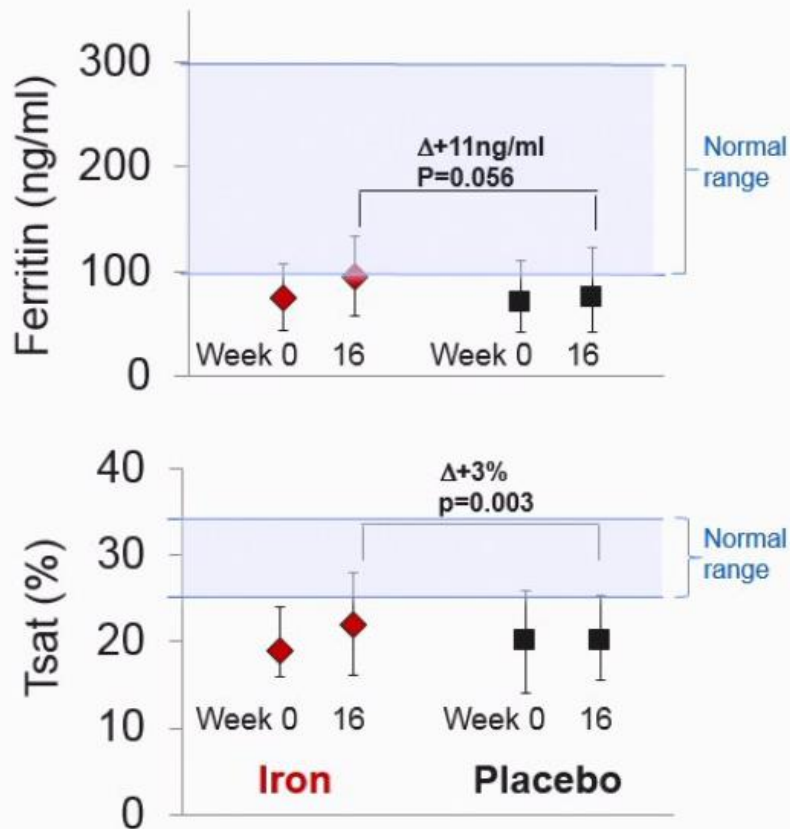 Ferritin (ng/ml)
300
200
100
0
Δ+11ng/ml
P=0.056
Normal
range
Week 0 16 Week 0 16
Tsat (%)
40
30
20
10
0
Δ+3%
p=0.003
Normal
range
Week 0 16 Week 0 16
Iron Placebo